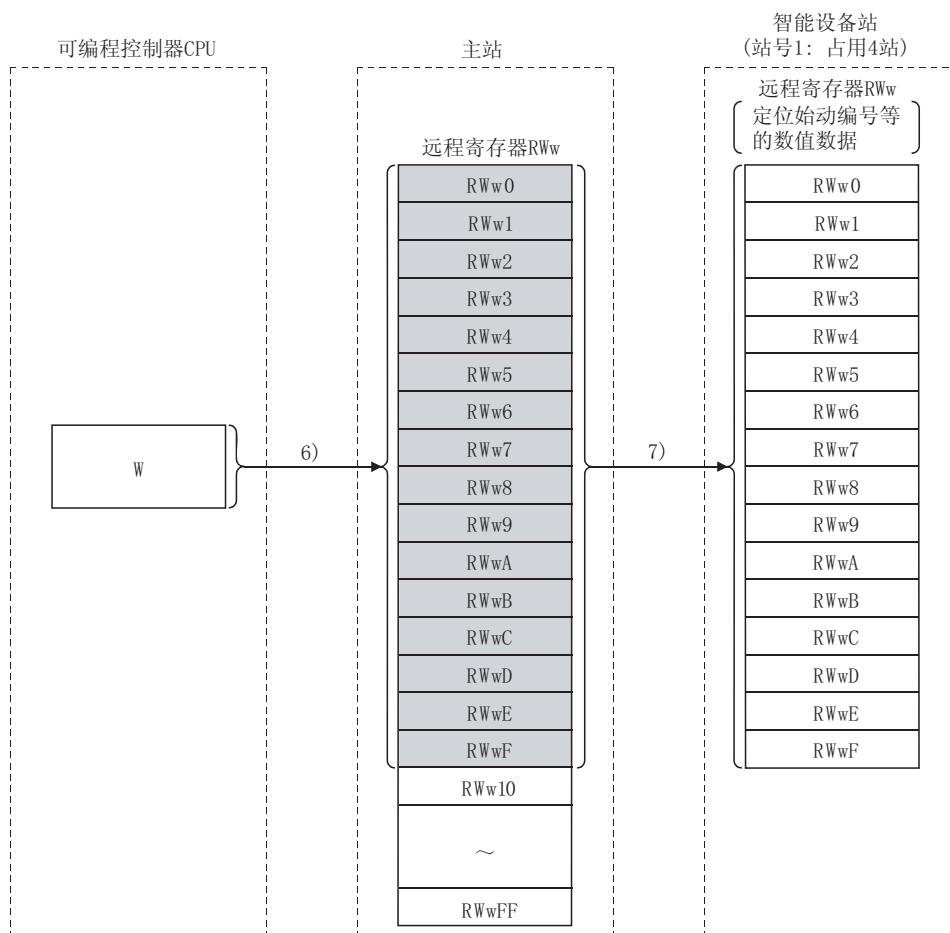 可编程控制器CPU
主站
智能设备站
(站号1: 占用4站)
远程寄存器RWw
定位始动编号等
的数值数据
远程寄存器RWw
RWw0
RWw1
RWw2
RWw3
RWw4
RWw5
RWw6
RWw7
RWw8
RWw9
RWwA
RWwB
RWwC
RWwD
RWwE
RWwF
RWw10
～
RWwFF
W
6)
7)
RWw0
RWw1
RWw2
RWw3
RWw4
RWw5
RWw6
RWw7
RWw8
RWw9
RWwA
RWwB
RWwC
RWwD
RWwE
RWwF